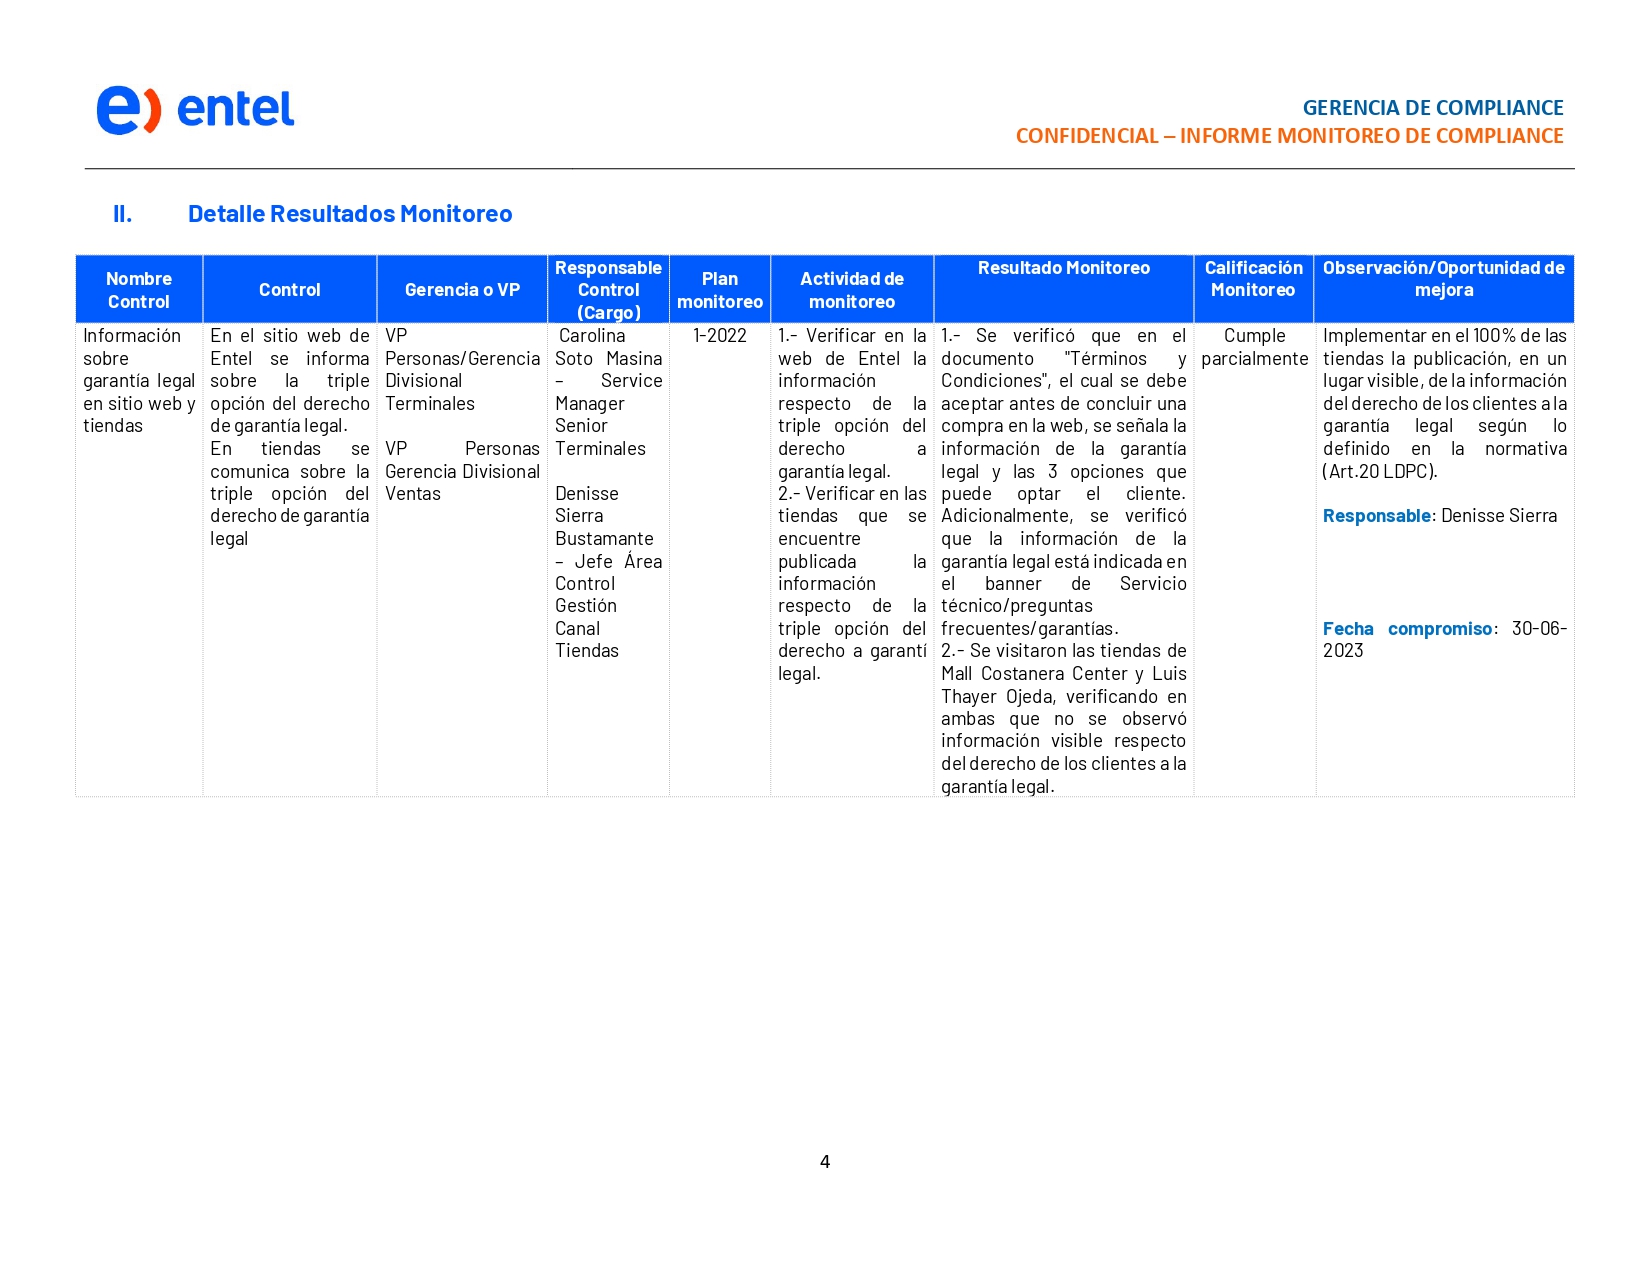 e) entel
GERENCIA DE COMPLIANCE
CONFIDENCIAL – INFORME MONITOREO DE COMPLIANCE
II. Detalle Resultados Monitoreo
Nombre
Control
Control
Gerencia o VP
Responsable
Control
(Cargo)
Plan
monitoreo
Actividad de
monitoreo
Resultado Monitoreo
Calificación
Monitoreo
Observación/Oportunidad de
mejora
Información
sobre
garantía legal
en sitio web y
tiendas
En el sitio web de
Entel se informa
sobre la triple
opción del derecho
de garantía legal.
En tiendas se
comunica sobre la
triple opción del
derecho de garantía
legal
VP
Personas/Gerencia
Divisional
Terminales
VP Personas
Gerencia Divisional
Ventas
Carolina
Soto Masina
– Service
Manager
Senior
Terminales
Denisse
Sierra
Bustamante
– Jefe Área
Control
Gestión
Canal
Tiendas
1-2022
1.- Verificar en la
web de Entel la
información
respecto de la
triple opción del
derecho a
garantía legal.
2.- Verificar en las
tiendas que se
encuentre
publicada la
información
respecto de la
triple opción del
derecho a garantí
legal.
1.- Se verificó que en el
documento "Términos y
Condiciones", el cual se debe
aceptar antes de concluir una
compra en la web, se señala la
información de la garantía
legal y las 3 opciones que
puede optar el cliente.
Adicionalmente, se verificó
que la información de la
garantía legal está indicada en
el banner de Servicio
técnico/preguntas
frecuentes/garantías.
2.- Se visitaron las tiendas de
Mall Costanera Center y Luis
Thayer Ojeda, verificando en
ambas que no se observó
información visible respecto
del derecho de los clientes a la
garantía legal.
Cumple
parcialmente
Implementar en el 100% de las
tiendas la publicación, en un
lugar visible, de la información
del derecho de los clientes a la
garantía legal según lo
definido en la normativa
(Art.20 LDPC).
Responsable: Denisse Sierra
Fecha compromiso: 30-06-
2023
4